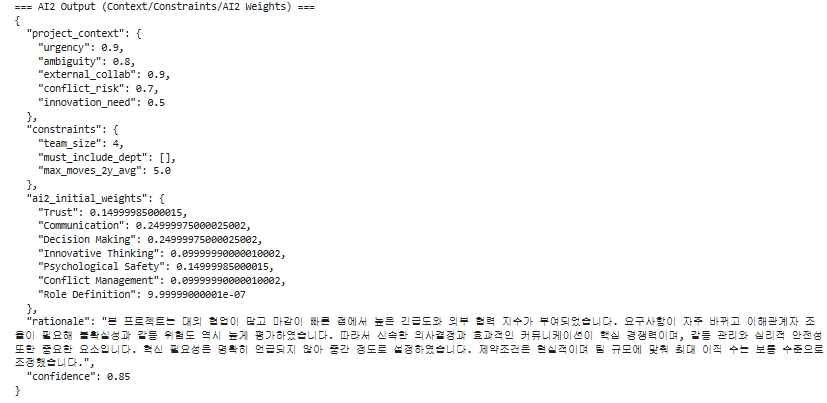 === AI2 Output (Context/Constraints/AI2 Weights) ===
{
  "project_context": {
    "urgency": 0.9,
    "ambiguity": 0.8,
    "external_collab": 0.9,
    "conflict_risk": 0.7,
    "innovation_need": 0.5
  },
  "constraints": {
    "team_size": 4,
    "must_include_dept": [],
    "max_moves_2y_avg": 5.0
  },
  "ai2_initial_weights": {
    "Trust": 0.14999985000015,
    "Communication": 0.24999975000025002,
    "Decision Making": 0.24999975000025002,
    "Innovative Thinking": 0.09999990000010002,
    "Psychological Safety": 0.14999985000015,
    "Conflict Management": 0.09999990000010002,
    "Role Definition": 9.99999000001e-07
  },
  "rationale": "본 프로젝트는 대외 협업이 많고 마감이 빠른 점에서 높은 긴급도와 외부 협력 지수가 부여되었습니다. 요구사항이 자주 바뀌고 이해관계자 조
율이 필요해 불확실성과 갈등 위험도 역시 높게 평가하였습니다. 따라서 신속한 의사결정과 효과적인 커뮤니케이션이 핵심 경쟁력이며, 갈등 관리와 심리적 안전성
또한 중요한 요소입니다. 혁신 필요성은 명확히 언급되지 않아 중간 정도로 설정하였습니다. 제약조건은 현실적이며 팀 규모에 맞춰 최대 이직 수는 보통 수준으로
조정했습니다.",
  "confidence": 0.85
}